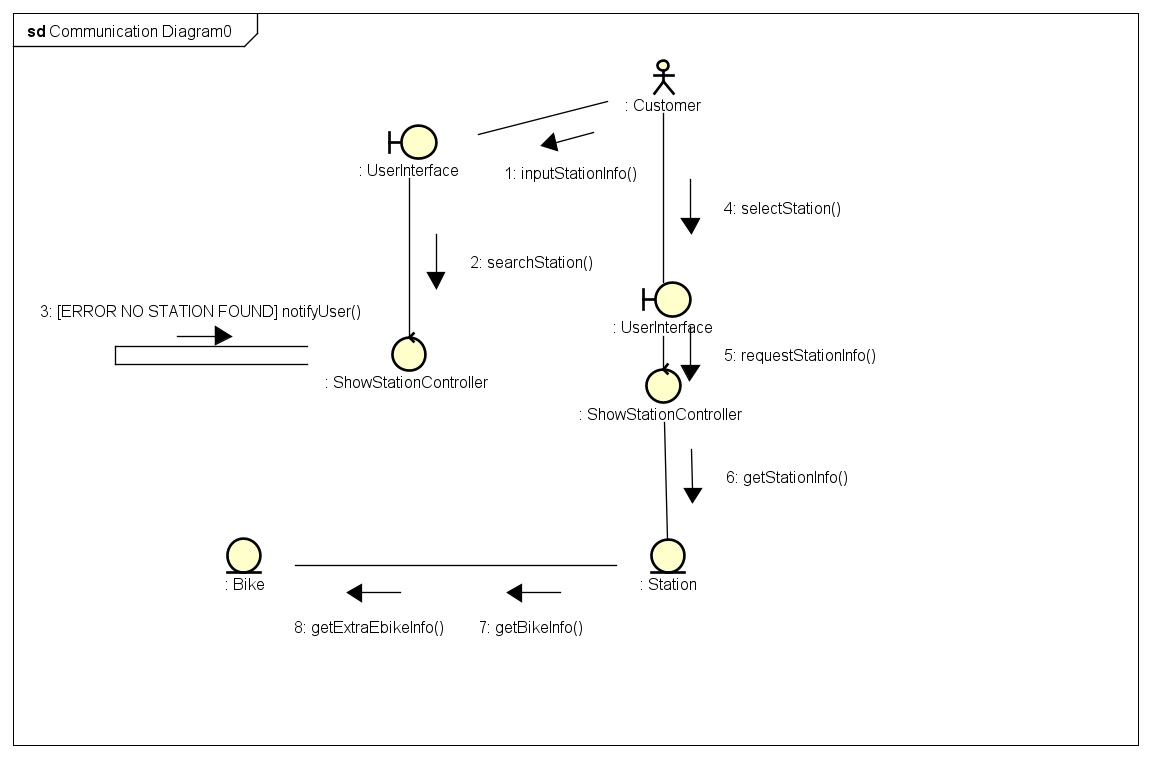 sd Communication Diagram0
: Customer
: UserInterface
1: inputStationInfo()
4: selectStation()
2: searchStation()
3: [ERROR NO STATION FOUND] notifyUser()
: UserInterface
5: requestStationInfo()
: ShowStationController
: ShowStationController
6: getStationInfo()
: Bike
: Station
8: getExtraEbikeInfo()
7: getBikeInfo()